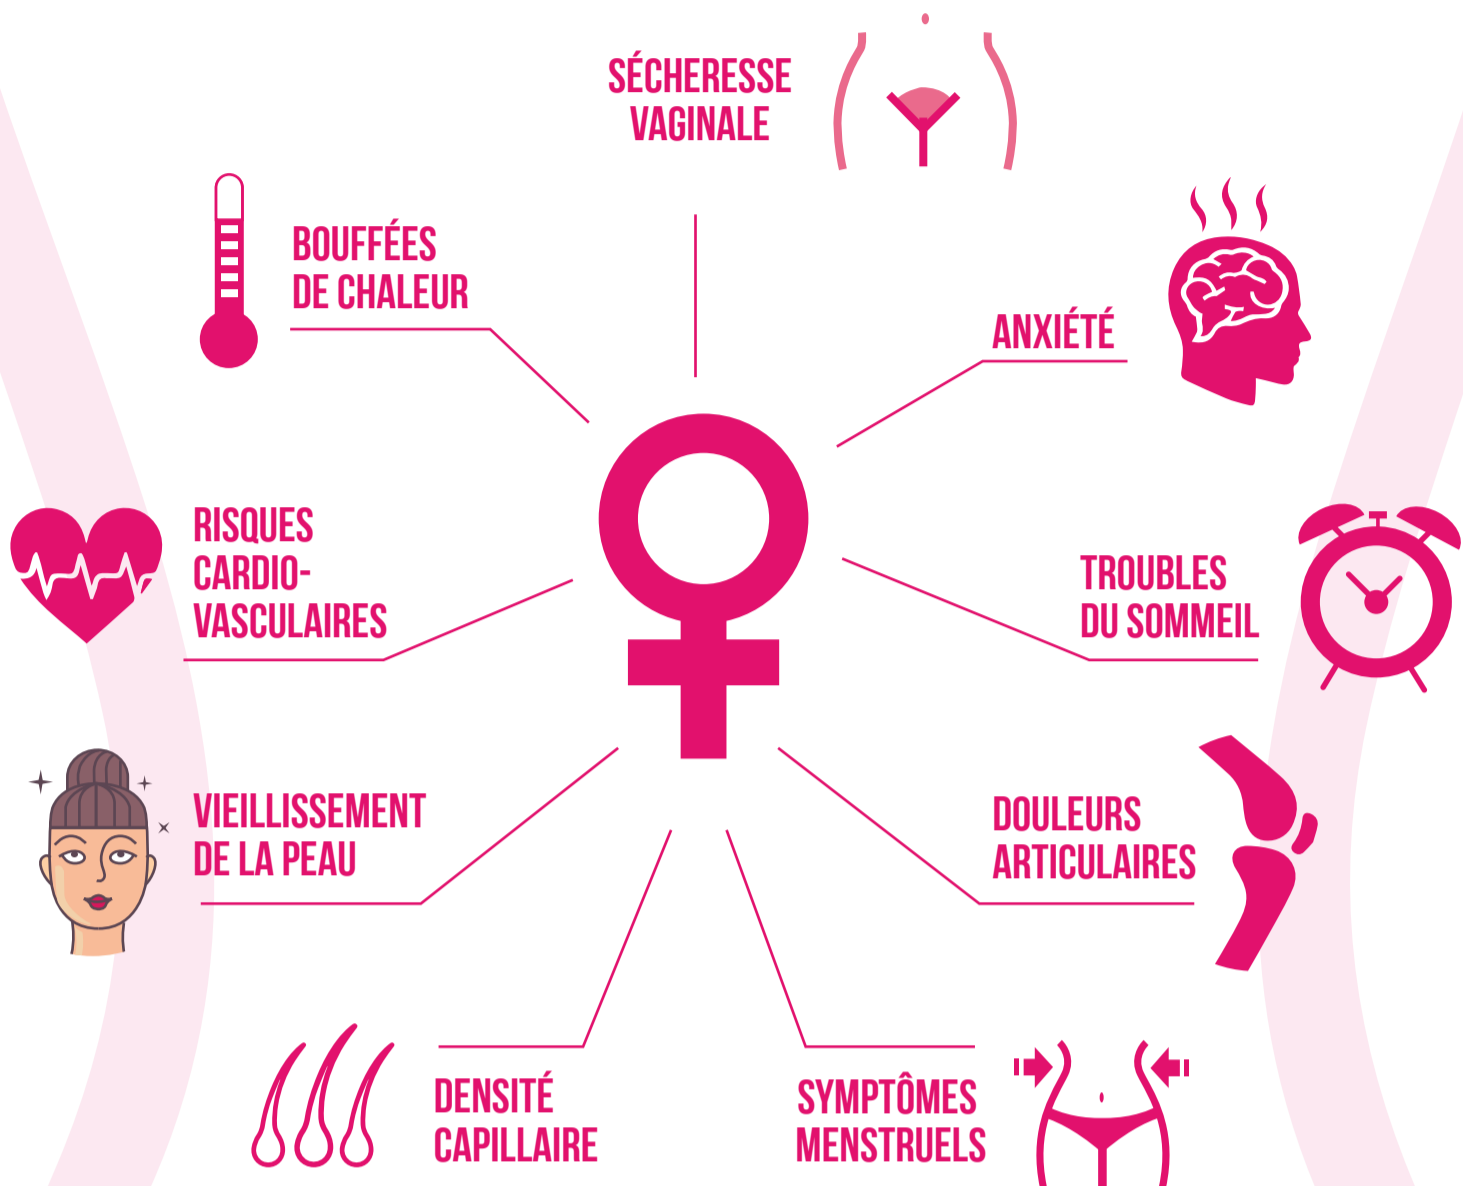 SÉCHERESSE
VAGINALE
BOUFFÉES
DE CHALEUR
ANXIÉTÉ
RISQUES
CARDIO-
VASCULAIRES
TROUBLES
DU SOMMEIL
VIEILLISSEMENT
DE LA PEAU
DOULEURS
ARTICULAIRES
DENSITÉ
CAPILLAIRE
SYMPTÔMES
MENSTRUELS